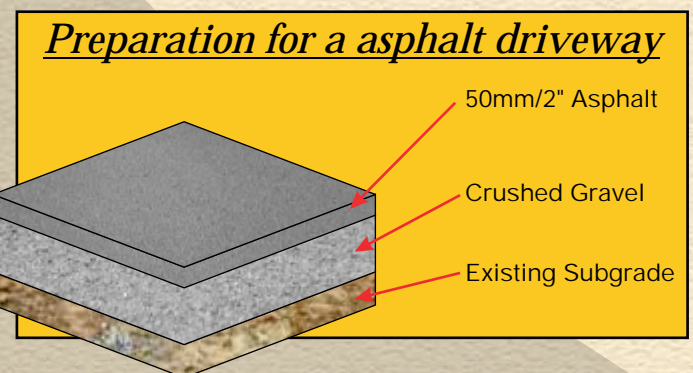 Preparation for a asphalt driveway
50mm/2" Asphalt
Crushed Gravel
Existing Subgrade